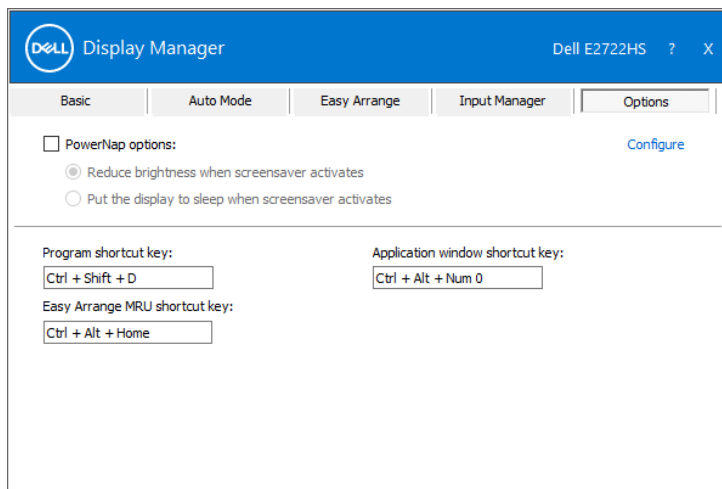 DELL Display Manager Dell E2722HS ? X
Basic Auto Mode Easy Arrange Input Manager Options
PowerNap options: Configure
Reduce brightness when screensaver activates
Put the display to sleep when screensaver activates
Program shortcut key: Application window shortcut key:
Ctrl + Shift + D Ctrl + Alt + Num 0
Easy Arrange MRU shortcut key:
Ctrl + Alt + Home